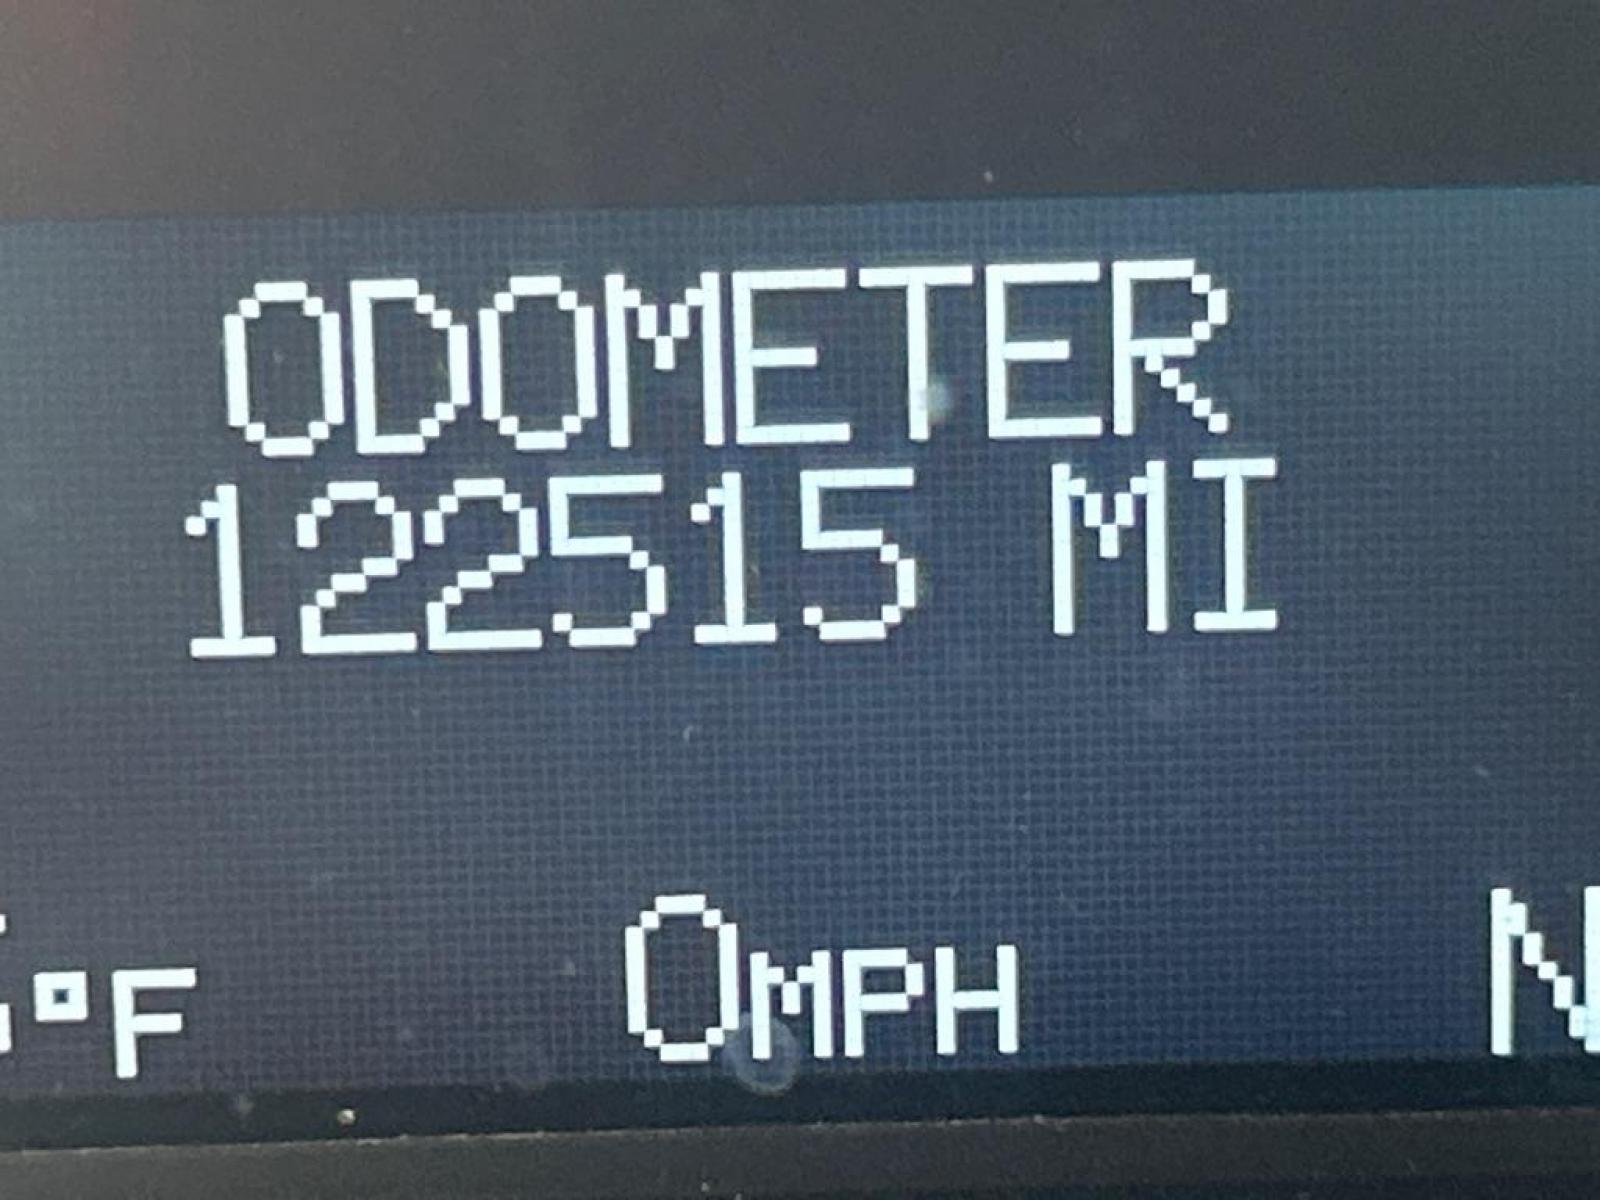 ODOMETER
122515 MI
°F 0MPH N